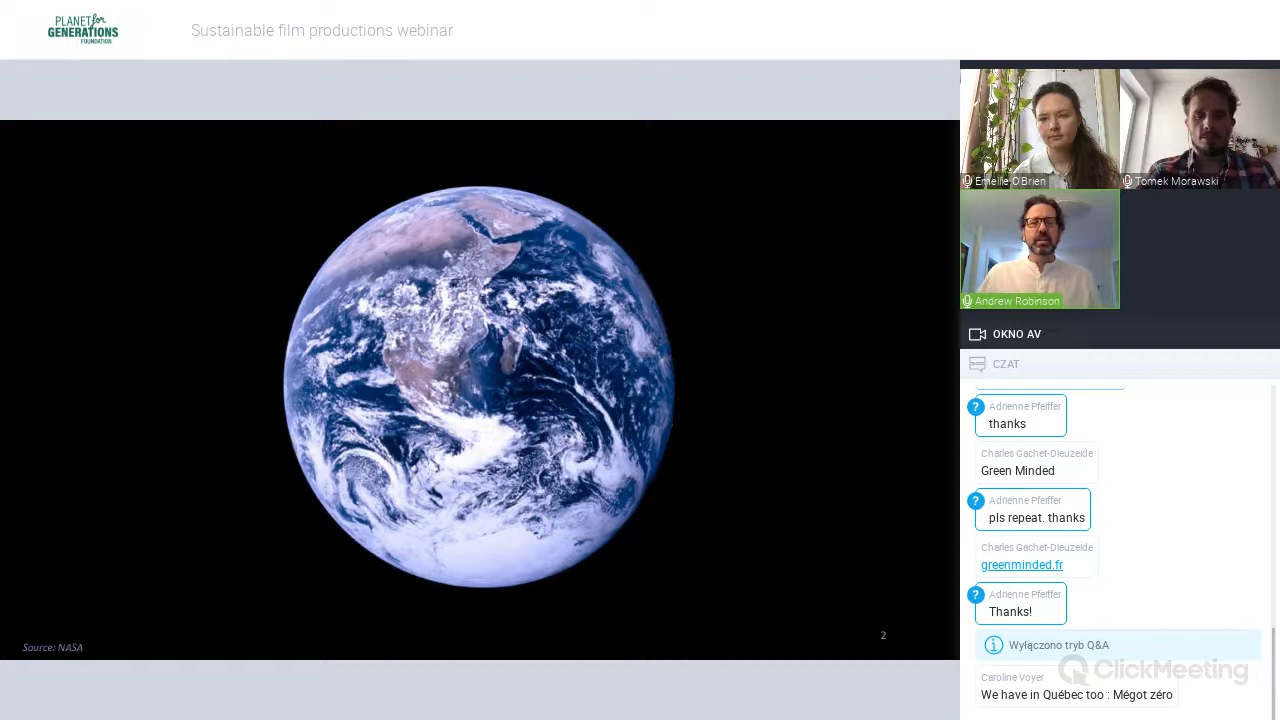 PLANET for
GENERATIONS
FOUNDATION
Sustainable film productions webinar
Source: NASA
2
Emellie O'Brien
Tomek Morawski
Andrew Robinson
OKNO AV
CZAT
? Adrienne Pfeiffer
thanks
Charles Gachet-Dieuzeide
Green Minded
? Adrienne Pfeiffer
pls repeat. thanks
Charles Gachet-Dieuzeide
greenminded.fr
? Adrienne Pfeiffer
Thanks!
Wyłączono tryb Q&A
ClickMeeting
Caroline Voyer
We have in Québec too : Mégot zéro